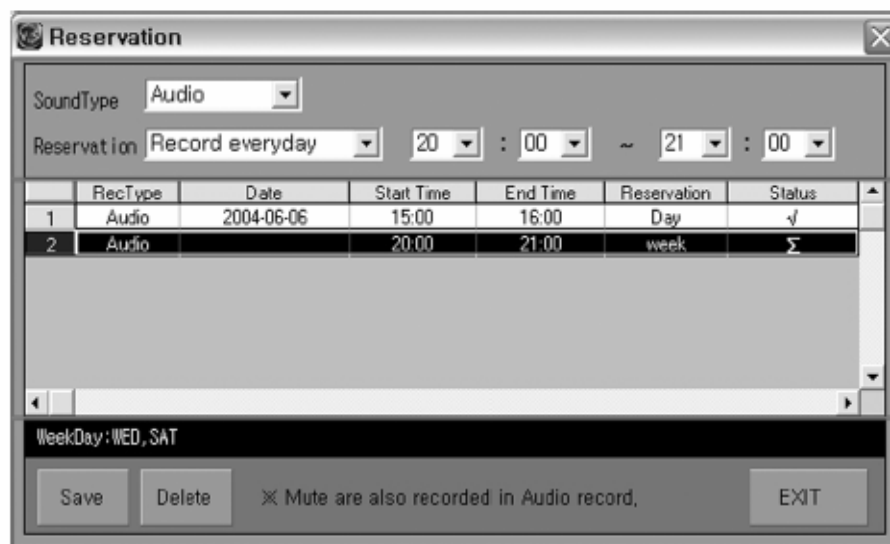 Reservation
SoundType Audio
Reservation Record everyday 20 : 00 ~ 21 : 00
RecType Date Start Time End Time Reservation Status
1 Audio 2004-06-06 15:00 16:00 Day √
2 Audio 20:00 21:00 week Σ
WeekDay:WED,SAT
Save Delete ※ Mute are also recorded in Audio record, EXIT